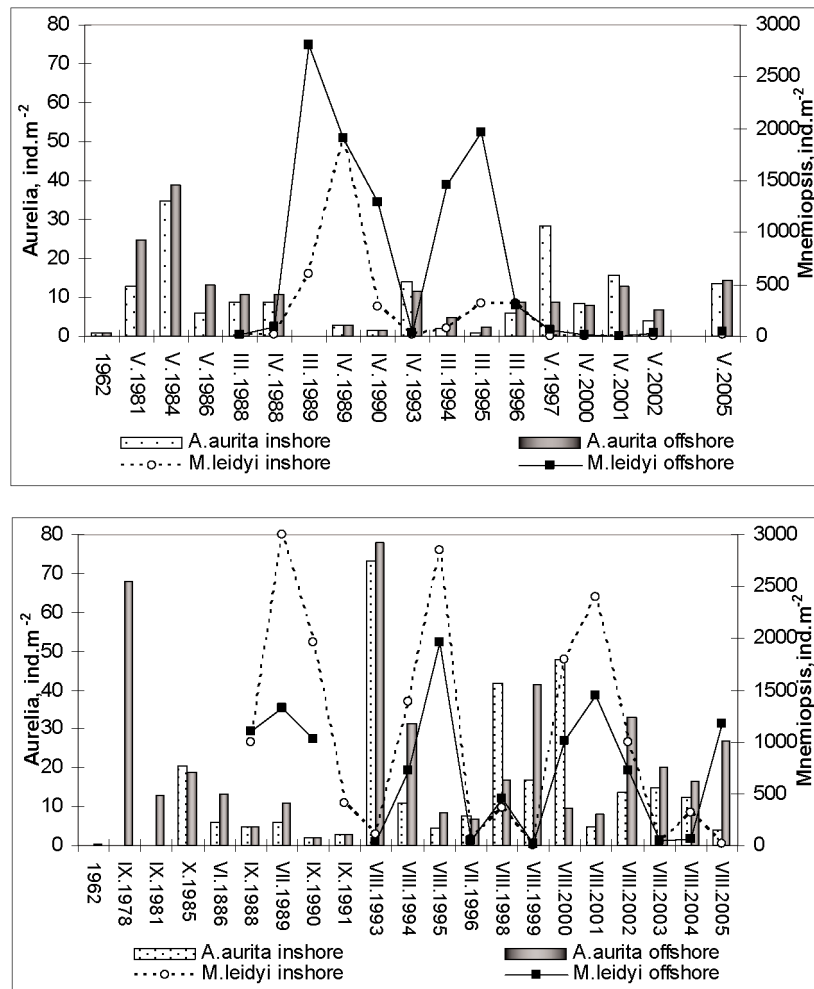 80
70
60
50
40
30
20
10
0
Aurelia, ind.m-2
3000
2500
2000
1500
1000
500
0
Mnemiopsis,ind.m-2
1962
V.1981
V.1984
V.1986
III.1988
IV.1988
III.1989
IV.1989
IV.1990
IV.1993
III.1994
III.1995
III.1996
V.1997
IV.2000
IV.2001
V.2002
V.2005
A.aurita inshore
A.aurita offshore
M.leidyi inshore
M.leidyi offshore
80
70
60
50
40
30
20
10
0
Aurelia, ind.m-2
3000
2500
2000
1500
1000
500
0
Mnemiopsis,ind.m-2
1962
IX.1978
IX.1981
X.1985
VI.1886
IX.1988
VII.1989
IX.1990
IX.1991
VIII.1993
VIII.1994
VIII.1995
VII.1996
VIII.1998
VIII.1999
VIII.2000
VIII.2001
VIII.2002
VIII.2003
VIII.2004
VIII.2005
A.aurita inshore
A.aurita offshore
M.leidyi inshore
M.leidyi offshore